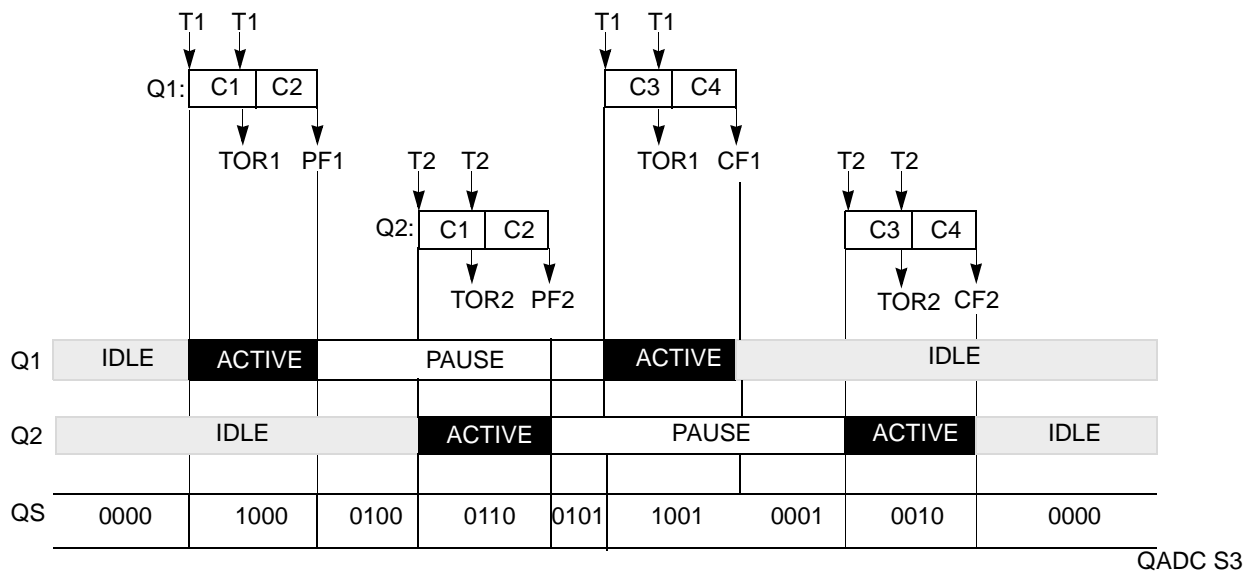 T1 T1 T1 T1
Q1: C1 C2 C3 C4
TOR1 PF1 T2 T2 TOR1 CF1 T2 T2
Q2: C1 C2 C3 C4
TOR2 PF2 TOR2 CF2
Q1 IDLE ACTIVE PAUSE ACTIVE IDLE
Q2 IDLE ACTIVE PAUSE ACTIVE IDLE
QS 0000 1000 0100 0110 0101 1001 0001 0010 0000
QADC S3